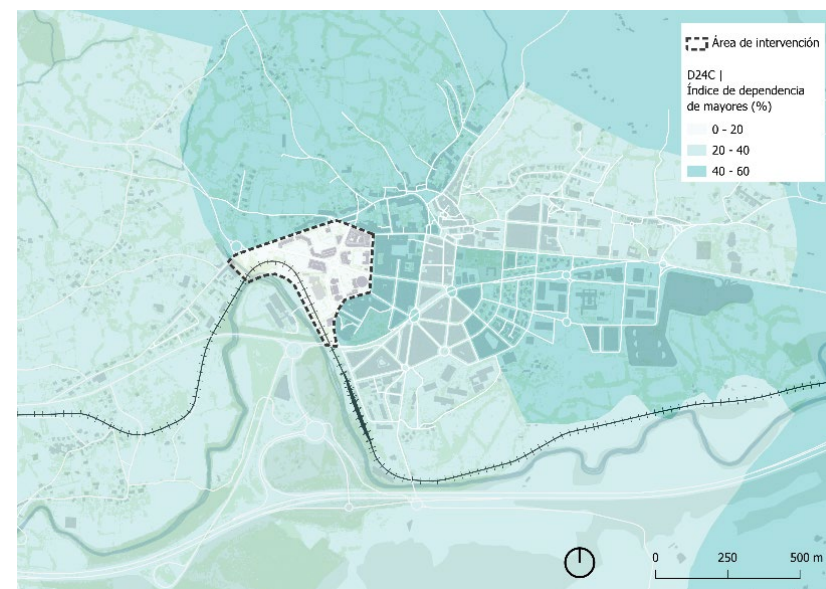 Área de intervención
D24C |
Índice de dependencia
de mayores (%)
0 - 20
20 - 40
40 - 60
0 250 500 m